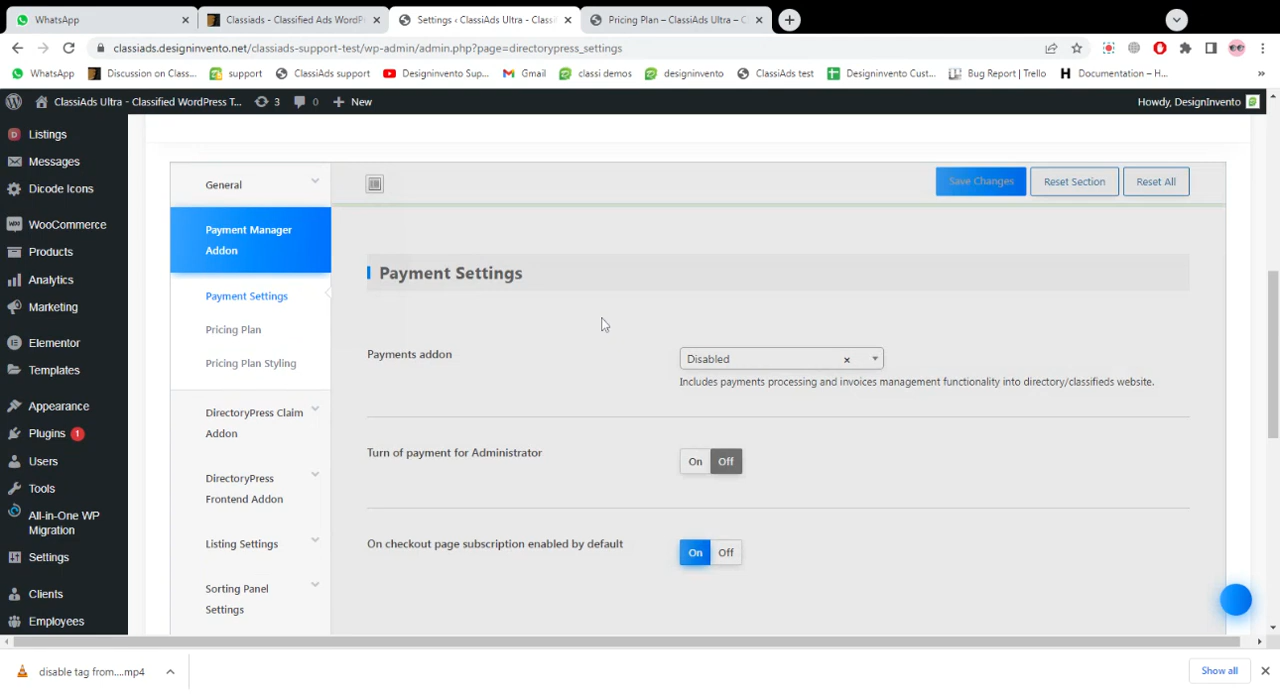 WhatsApp
Classiads - Classified Ads WordPr
Settings ‹ ClassiAds Ultra - Classi
Pricing Plan – ClassiAds Ultra – C
classiads.designinvento.net/classiads-support-test/wp-admin/admin.php?page=directorypress_settings
WhatsApp
Discussion on Class...
support
ClassiAds support
Designinvento Sup...
Gmail
classi demos
designinvento
ClassiAds test
Designinvento Cust...
Bug Report | Trello
Documentation – H...
»
ClassiAds Ultra - Classified WordPress T...
3
0
New
Howdy, DesignInvento
Listings
Messages
Dicode Icons
WooCommerce
Products
Analytics
Marketing
Elementor
Templates
Appearance
Plugins 1
Users
Tools
All-in-One WP
Migration
Settings
Clients
Employees
General
Payment Manager
Addon
Payment Settings
Pricing Plan
Pricing Plan Styling
DirectoryPress Claim
Addon
DirectoryPress
Frontend Addon
Listing Settings
Sorting Panel
Settings
Save Changes
Reset Section
Reset All
Payment Settings
Payments addon
Disabled
Includes payments processing and invoices management functionality into directory/classifieds website.
Turn of payment for Administrator
On Off
On checkout page subscription enabled by default
On Off
disable tag from....mp4
Show all